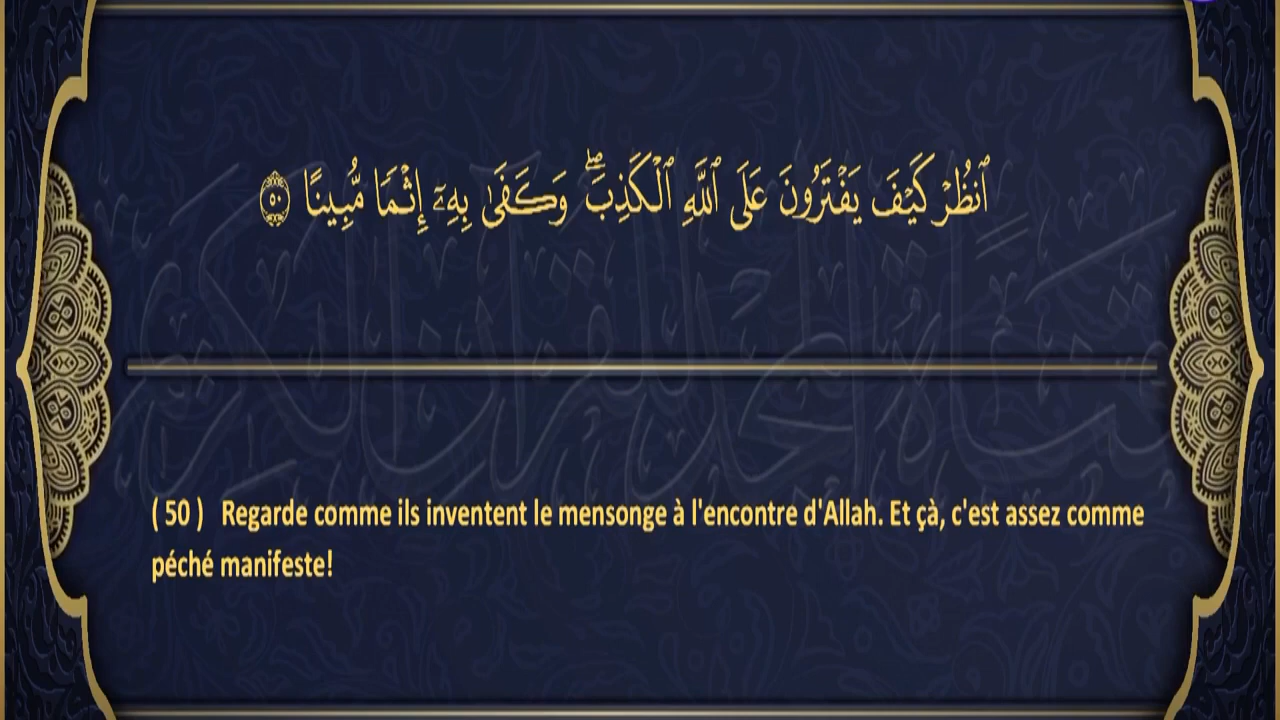 ٱنظُرۡ كَيۡفَ يَفۡتَرُونَ عَلَى ٱللَّهِ ٱلۡكَذِبَۖ وَكَفَىٰ بِهِۦٓ إِثۡمٗا مُّبِينًا ٥٠
( 50 ) Regarde comme ils inventent le mensonge à l'encontre d'Allah. Et çà, c'est assez comme
péché manifeste!